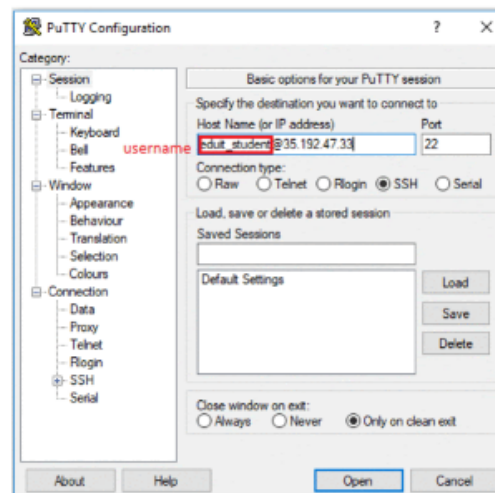 PuTTY Configuration ? ×
Category:
Session
Logging
Terminal
Keyboard
Bell
Features
Window
Appearance
Behaviour
Translation
Selection
Colours
Connection
Data
Proxy
Telnet
Rlogin
SSH
Serial
Basic options for your PuTTY session
Specify the destination you want to connect to
Host Name (or IP address) Port
username eduit_student@35.192.47.33 22
Connection type:
Raw Telnet Rlogin SSH Serial
Load, save or delete a stored session
Saved Sessions
Default Settings
Load
Save
Delete
Close window on exit:
Always Never Only on clean exit
About Help Open Cancel